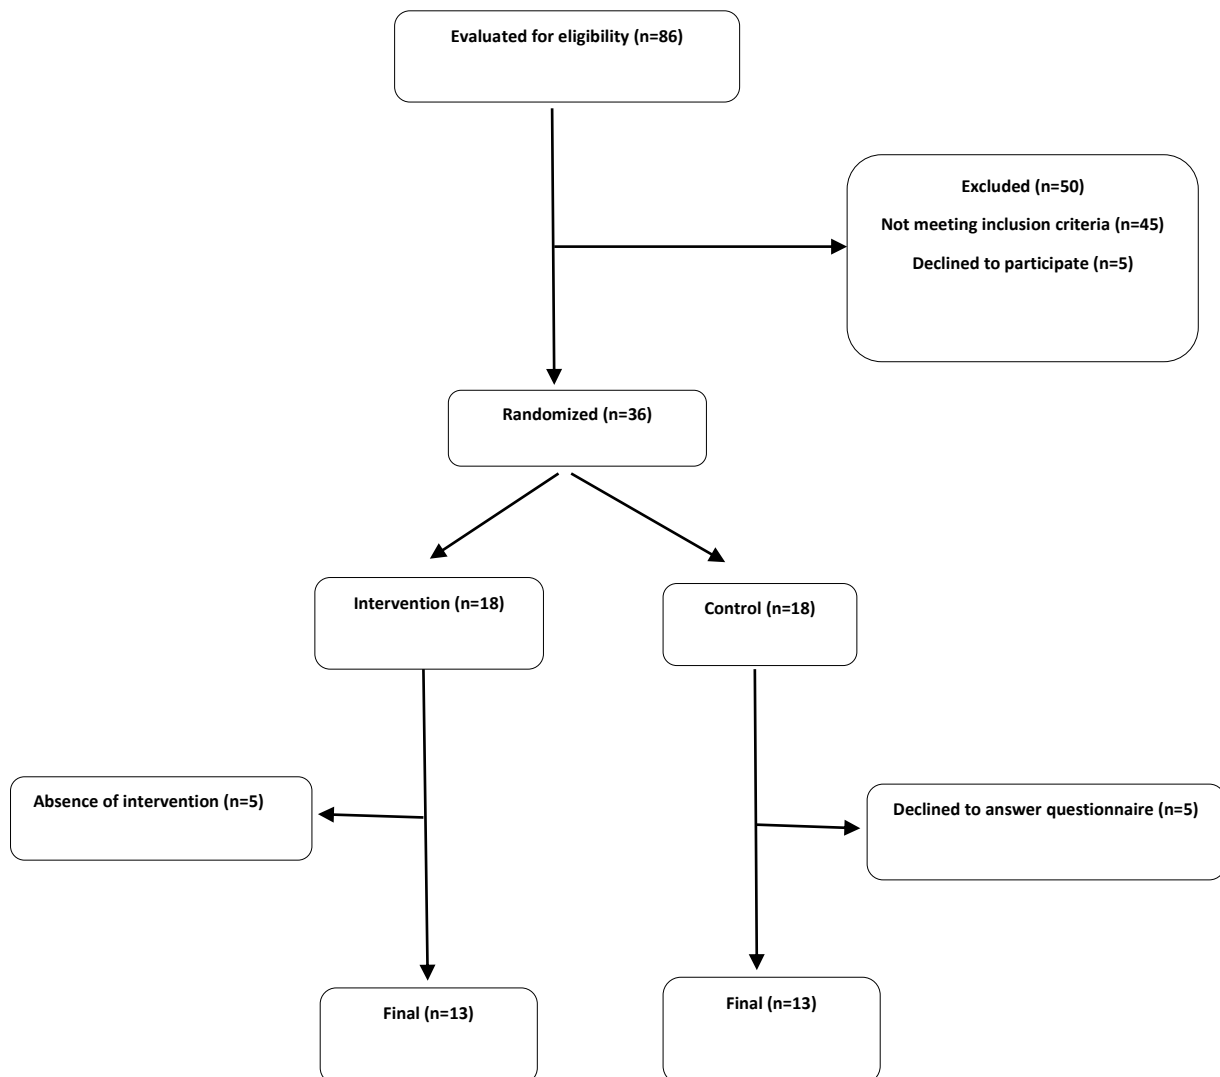 Evaluated for eligibility (n=86)
Excluded (n=50)
Not meeting inclusion criteria (n=45)
Declined to participate (n=5)
Randomized (n=36)
Intervention (n=18)
Control (n=18)
Absence of intervention (n=5)
Declined to answer questionnaire (n=5)
Final (n=13)
Final (n=13)